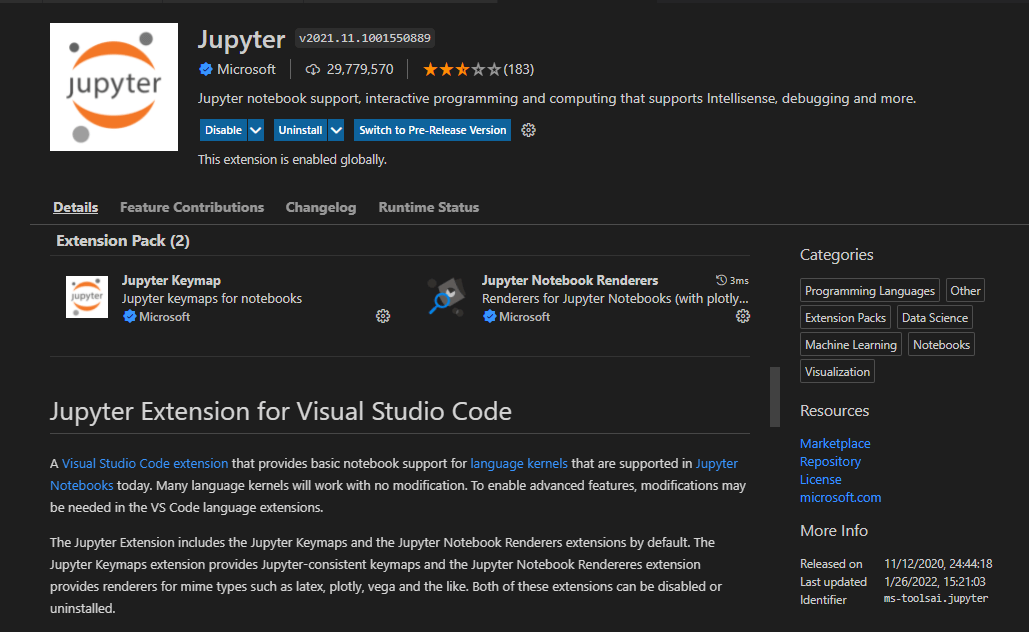 jupyter
Jupyter v2021.11.1001550889
Microsoft 29,779,570 (183)
Jupyter notebook support, interactive programming and computing that supports Intellisense, debugging and more.
Disable Uninstall Switch to Pre-Release Version
This extension is enabled globally.
Details Feature Contributions Changelog Runtime Status
Extension Pack (2)
jupyter
Jupyter Keymap
Jupyter keymaps for notebooks
Microsoft
Jupyter Notebook Renderers 3ms
Renderers for Jupyter Notebooks (with plotly...
Microsoft
Jupyter Extension for Visual Studio Code
A Visual Studio Code extension that provides basic notebook support for language kernels that are supported in Jupyter
Notebooks today. Many language kernels will work with no modification. To enable advanced features, modifications may
be needed in the VS Code language extensions.
The Jupyter Extension includes the Jupyter Keymaps and the Jupyter Notebook Renderers extensions by default. The
Jupyter Keymaps extension provides Jupyter-consistent keymaps and the Jupyter Notebook Rendereres extension
provides renderers for mime types such as latex, plotly, vega and the like. Both of these extensions can be disabled or
uninstalled.
Categories
Programming Languages Other
Extension Packs Data Science
Machine Learning Notebooks
Visualization
Resources
Marketplace
Repository
License
microsoft.com
More Info
Released on 11/12/2020, 24:44:18
Last updated 1/26/2022, 15:21:03
Identifier ms-toolsai.jupyter